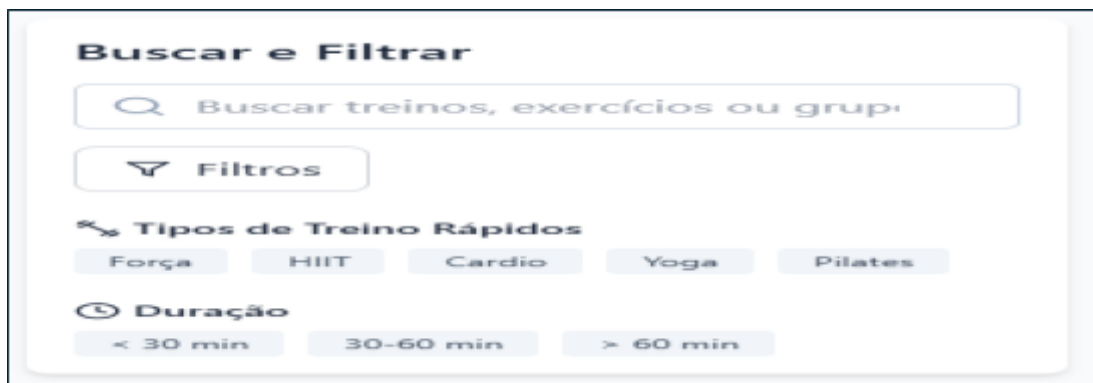 Buscar e Filtrar
Buscar treinos, exercícios ou grup
Filtros
Tipos de Treino Rápidos
Força HIIT Cardio Yoga Pilates
Duração
< 30 min 30-60 min > 60 min